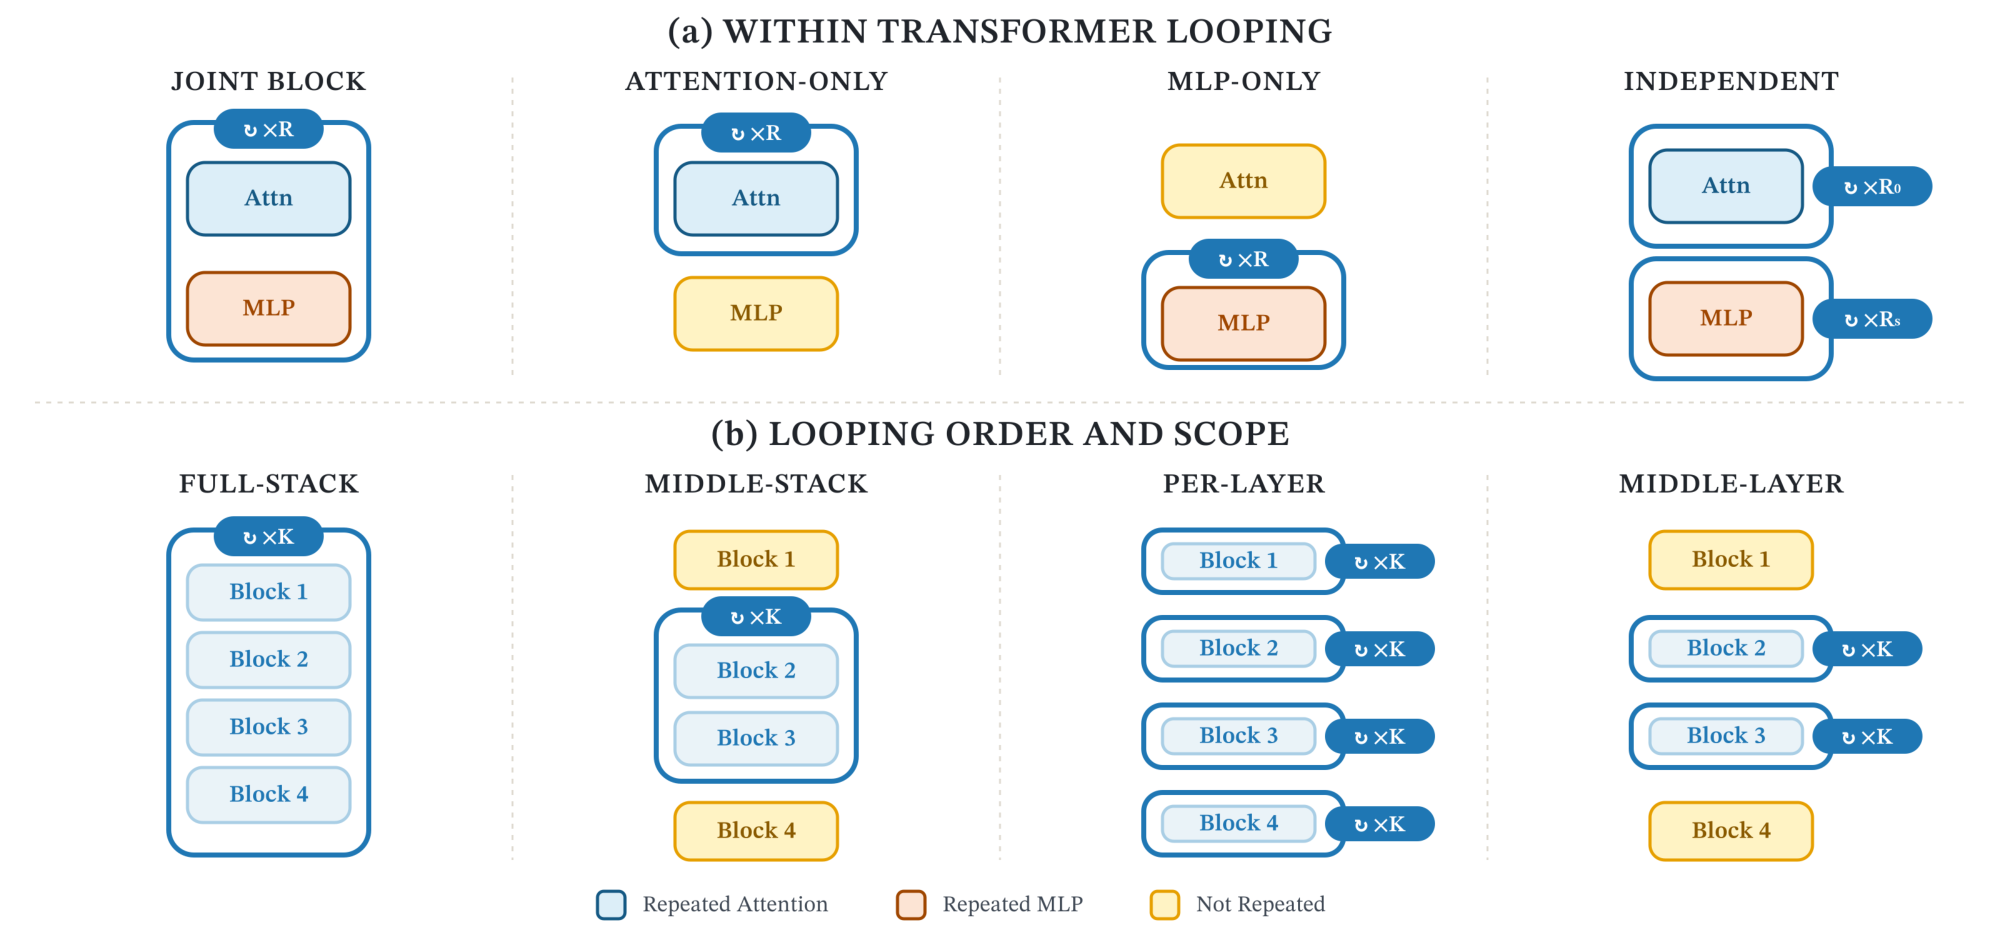 (a) WITHIN TRANSFORMER LOOPING
JOINT BLOCK
↻ ×R
Attn
MLP
ATTENTION-ONLY
↻ ×R
Attn
MLP
MLP-ONLY
Attn
↻ ×R
MLP
INDEPENDENT
Attn
↻ ×R₀
MLP
↻ ×Rₛ
(b) LOOPING ORDER AND SCOPE
FULL-STACK
↻ ×K
Block 1
Block 2
Block 3
Block 4
MIDDLE-STACK
Block 1
↻ ×K
Block 2
Block 3
Block 4
PER-LAYER
Block 1
↻ ×K
Block 2
↻ ×K
Block 3
↻ ×K
Block 4
↻ ×K
MIDDLE-LAYER
Block 1
Block 2
↻ ×K
Block 3
↻ ×K
Block 4
Repeated Attention
Repeated MLP
Not Repeated